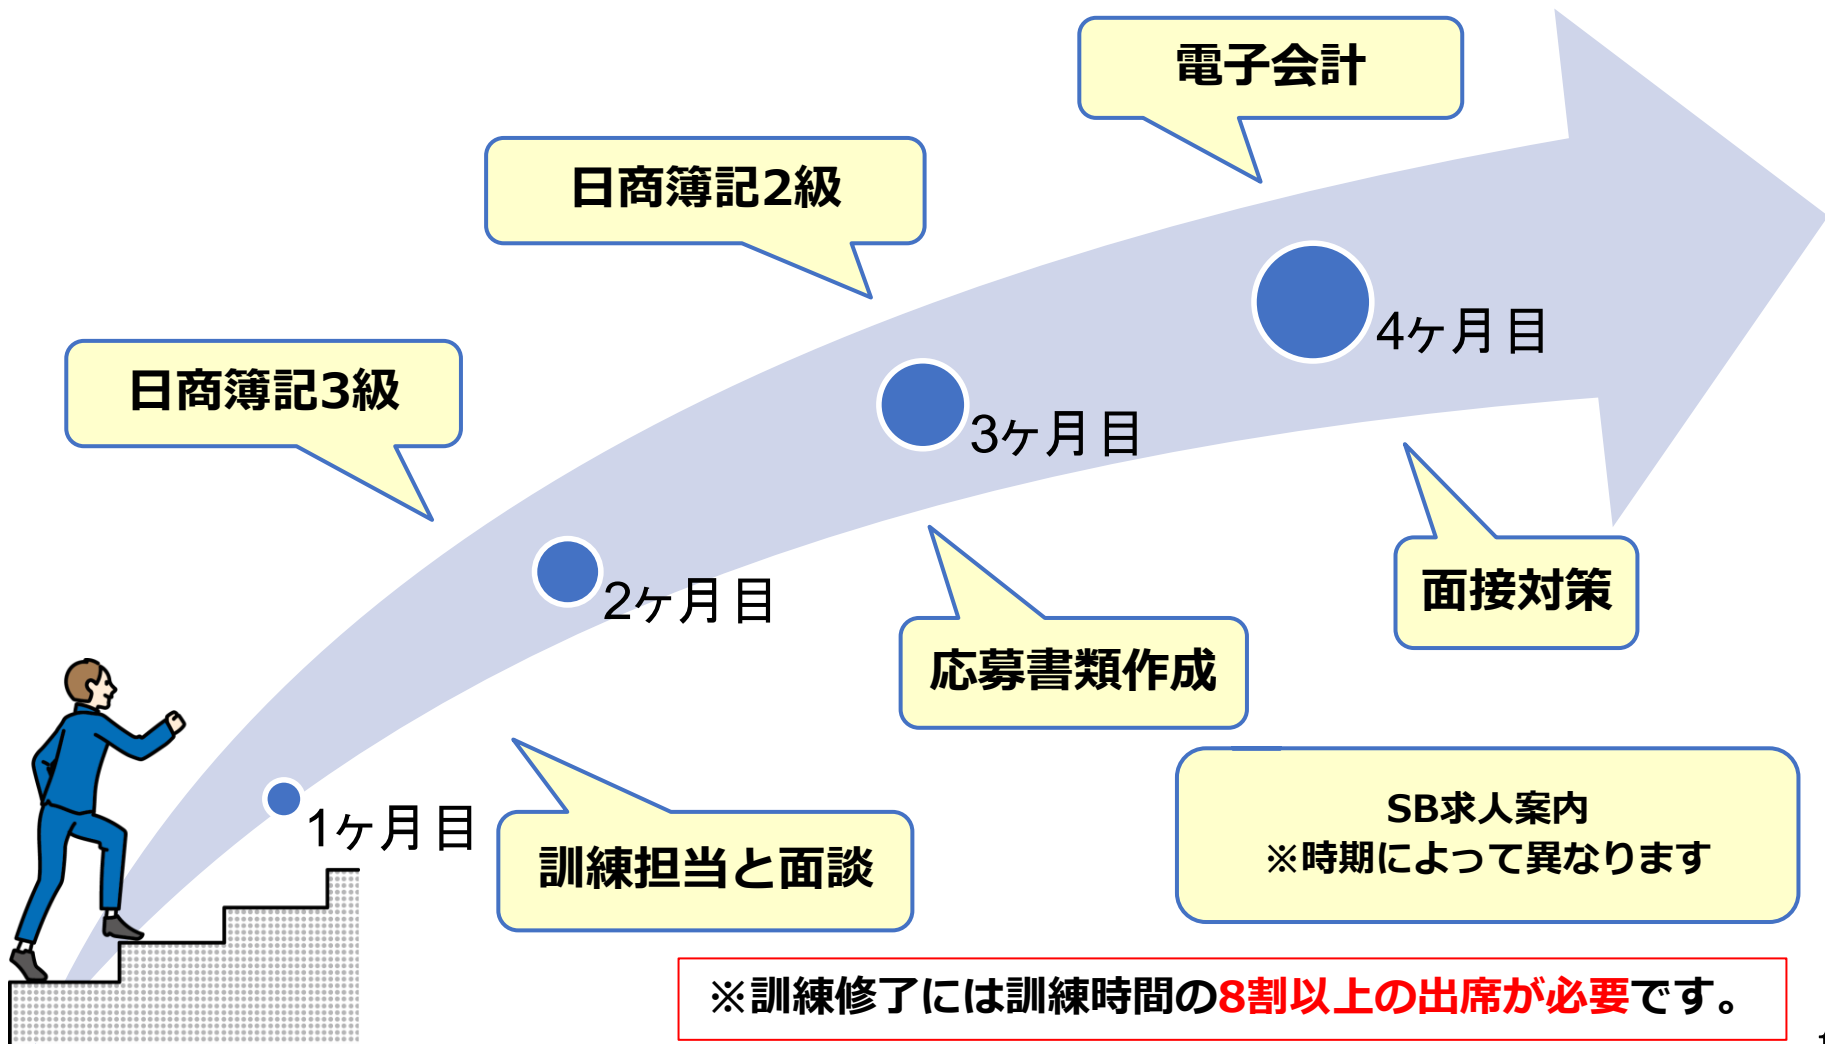 電子会計
日商簿記2級
4ヶ月目
日商簿記3級
3ヶ月目
2ヶ月目
面接対策
応募書類作成
1ヶ月目
訓練担当と面談
SB求人案内
※時期によって異なります
※訓練修了には訓練時間の8割以上の出席が必要です。